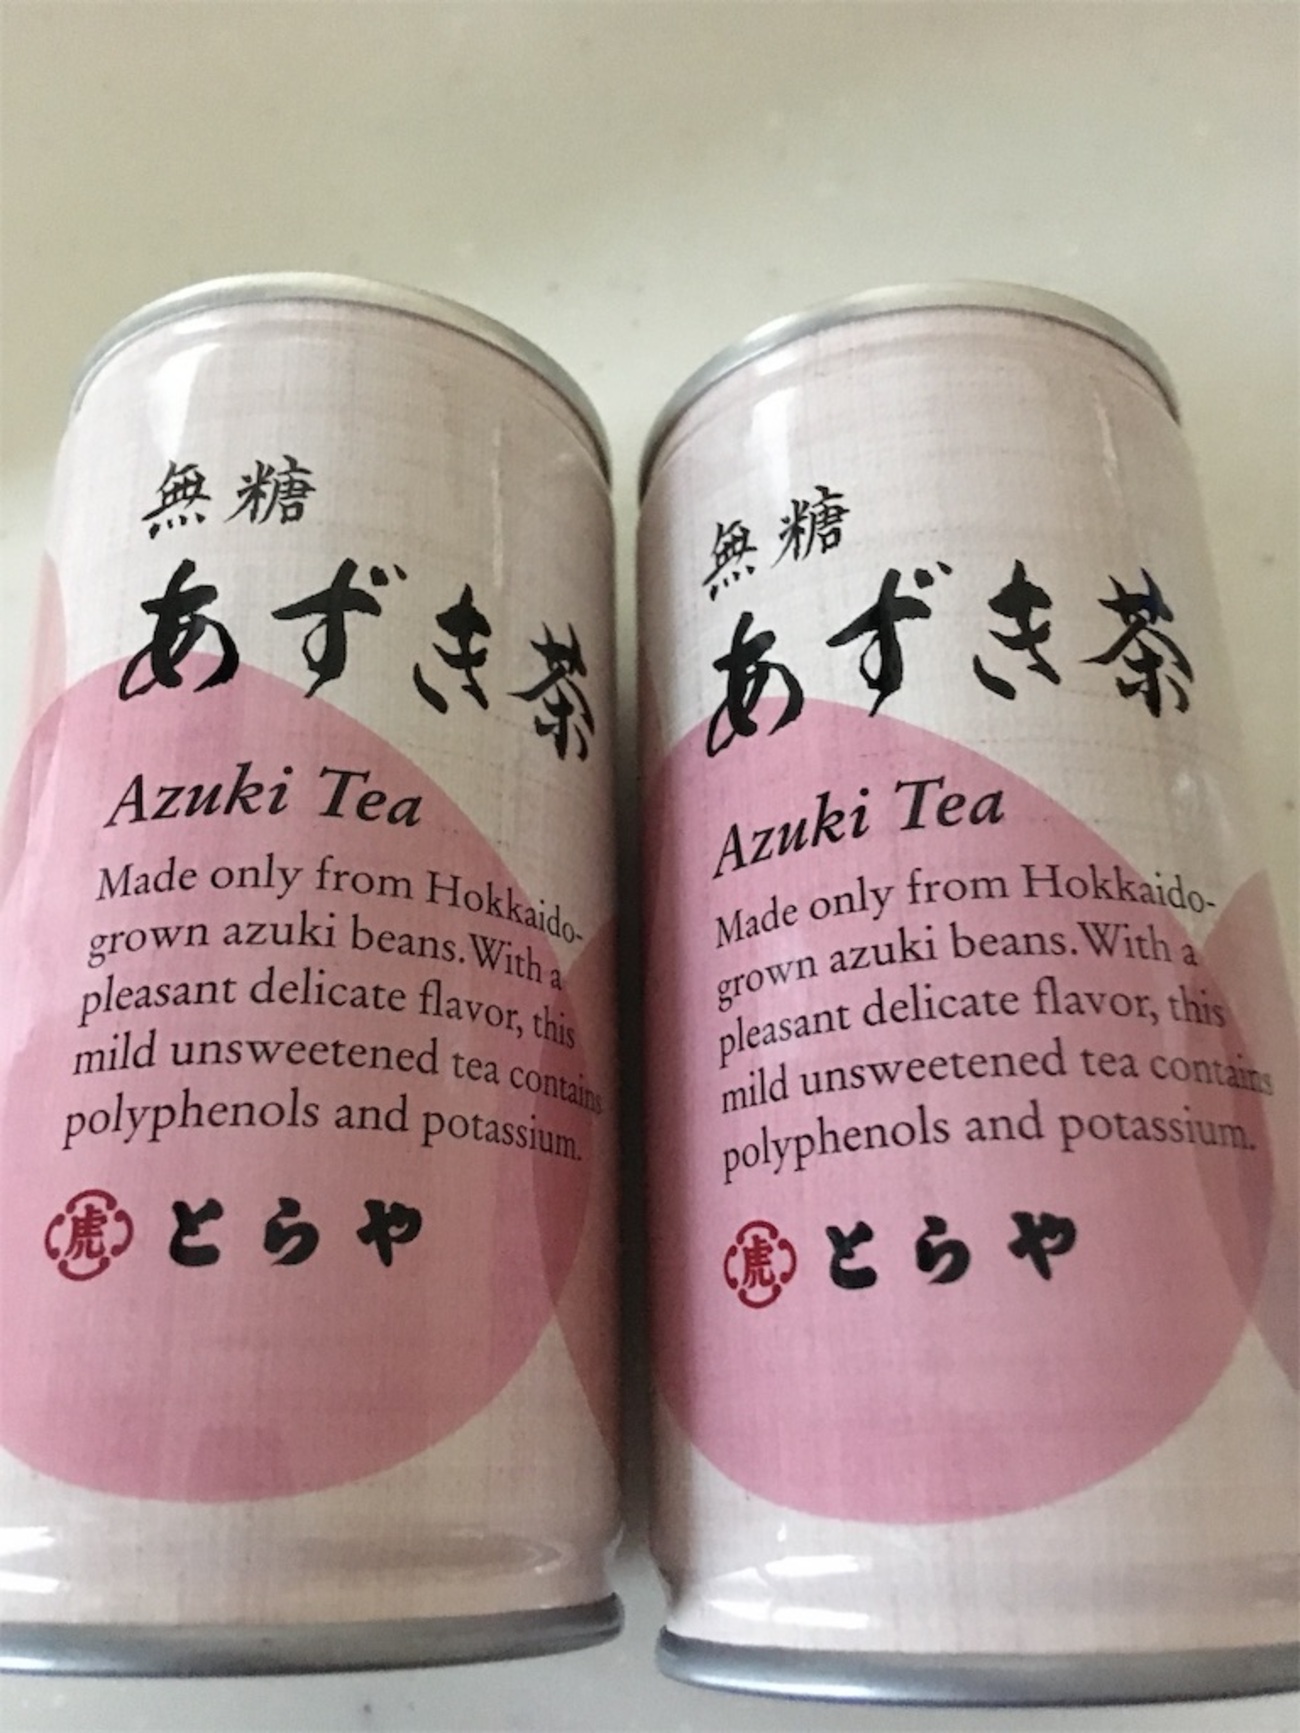 無糖
あずき茶
Azuki Tea
Made only from Hokkaido-
grown azuki beans. With a
pleasant delicate flavor, this
mild unsweetened tea contains
polyphenols and potassium.
虎 とらや
無糖
あずき茶
Azuki Tea
Made only from Hokkaido-
grown azuki beans. With a
pleasant delicate flavor, this
mild unsweetened tea contains
polyphenols and potassium.
虎 とらや